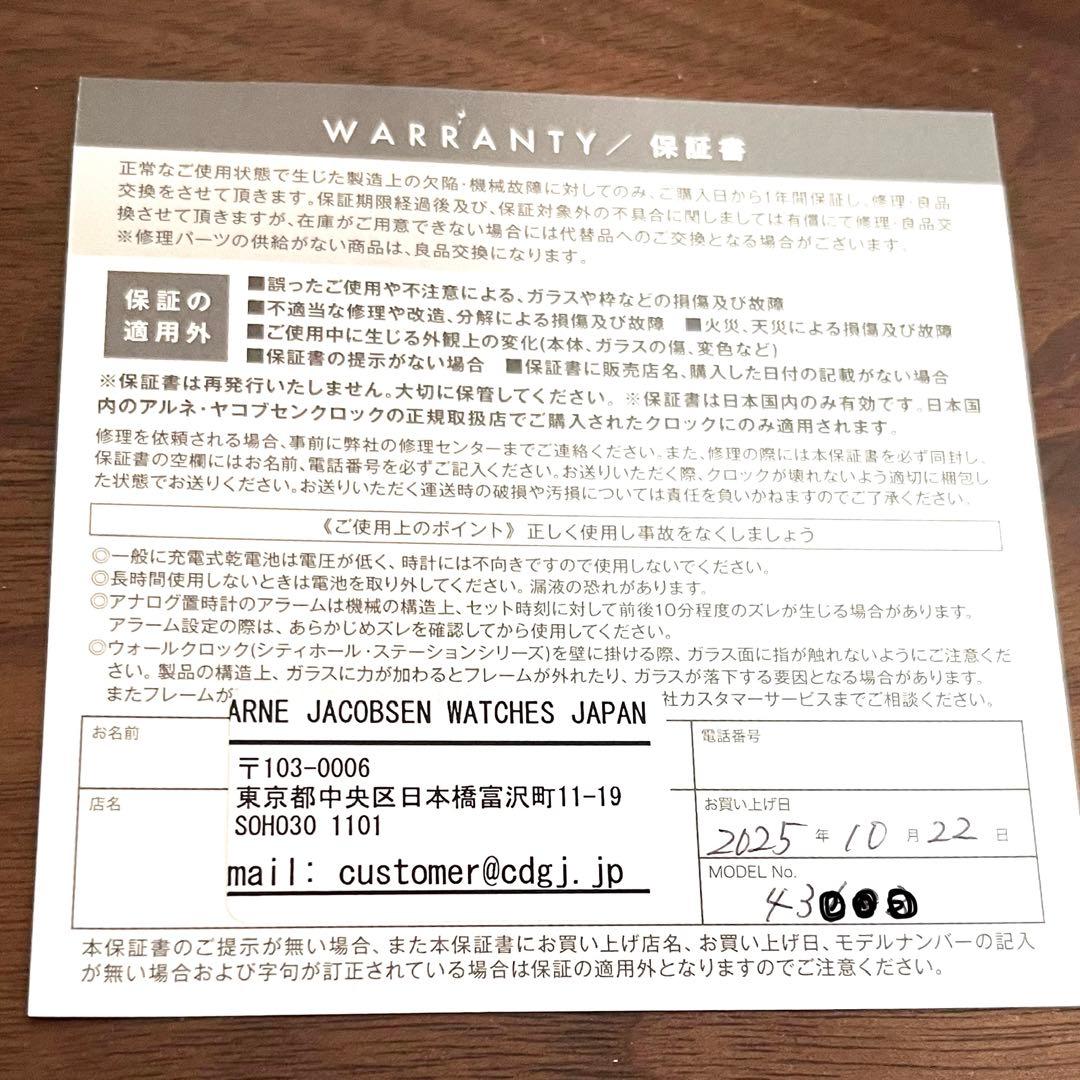 WARRANTY／保証書
正常なご使用状態で生じた製造上の欠陥・機械故障に対してのみ、ご購入日から1年間保証し、修理・良品
交換をさせて頂きます。保証期限経過後及び、保証対象外の不具合に関しましては有償にて修理・良品交
換させて頂きますが、在庫がご用意できない場合には代替品へのご交換となる場合がございます。
※修理パーツの供給がない商品は、良品交換になります。
保証の
適用外
■誤ったご使用や不注意による、ガラスや枠などの損傷及び故障
■不適当な修理や改造、分解による損傷及び故障 ■火災、天災による損傷及び故障
■ご使用中に生じる外観上の変化(本体、ガラスの傷、変色など)
■保証書の提示がない場合 ■保証書に販売店名、購入した日付の記載がない場合
※保証書は再発行いたしません。大切に保管してください。※保証書は日本国内のみ有効です。日本国
内のアルネ・ヤコブセンクロックの正規取扱店でご購入されたクロックにのみ適用されます。
修理を依頼される場合、事前に弊社の修理センターまでご連絡ください。また、修理の際には本保証書を必ず同封し、
保証書の空欄にはお名前、電話番号を必ずご記入ください。お送りいただく際、クロックが壊れないよう適切に梱包し
た状態でお送りください。お送りいただく運送時の破損や汚損については責任を負いかねますのでご了承ください。
《ご使用上のポイント》正しく使用し事故をなくしましょう
◎一般に充電式乾電池は電圧が低く、時計には不向きですので使用しないでください。
◎長時間使用しないときは電池を取り外してください。漏液の恐れがあります。
◎アナログ置時計のアラームは機械の構造上、セット時刻に対して前後10分程度のズレが生じる場合があります。
アラーム設定の際は、あらかじめズレを確認してから使用してください。
◎ウォールクロック(シティホール・ステーションシリーズ)を壁に掛ける際、ガラス面に指が触れないようにご注意くだ
さい。製品の構造上、ガラスに力が加わるとフレームが外れたり、ガラスが落下する要因となる場合があります。
またフレームが 社カスタマーサービスまでご相談ください。
ARNE JACOBSEN WATCHES JAPAN
〒103-0006
東京都中央区日本橋富沢町11-19
SOHO30 1101
mail: customer@cdgj.jp
お名前
店名
電話番号
お買い上げ日
2025年10月22日
MODEL No.
43
本保証書のご提示が無い場合、また本保証書にお買い上げ店名、お買い上げ日、モデルナンバーの記入
が無い場合および字句が訂正されている場合は保証の適用外となりますのでご注意ください。